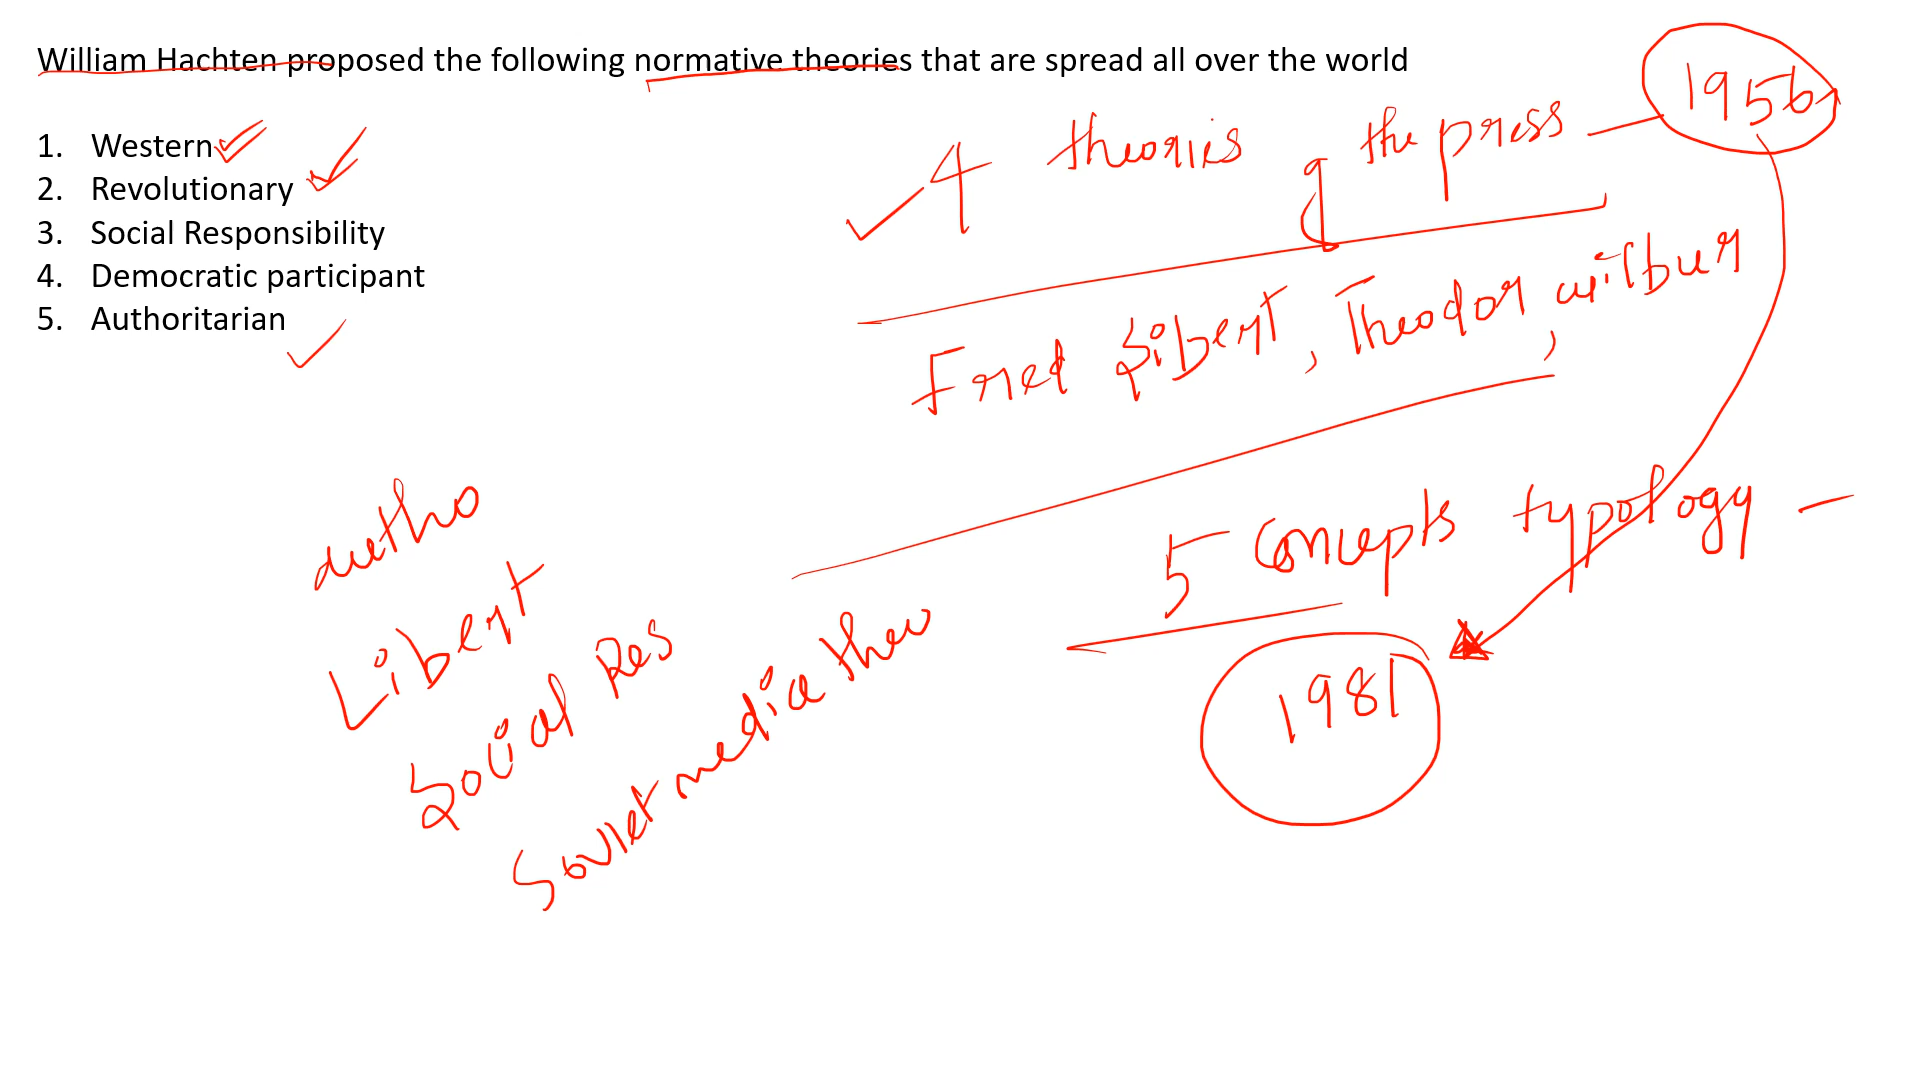 William Hachten proposed the following normative theories that are spread all over the world
1. Western
2. Revolutionary
3. Social Responsibility
4. Democratic participant
5. Authoritarian
4 theories of the press – 1956
Fred Sibert, Theodor, wilbur
5 Concepts typology –
1981
Autho
Libert
Social Res
Soviet media theo